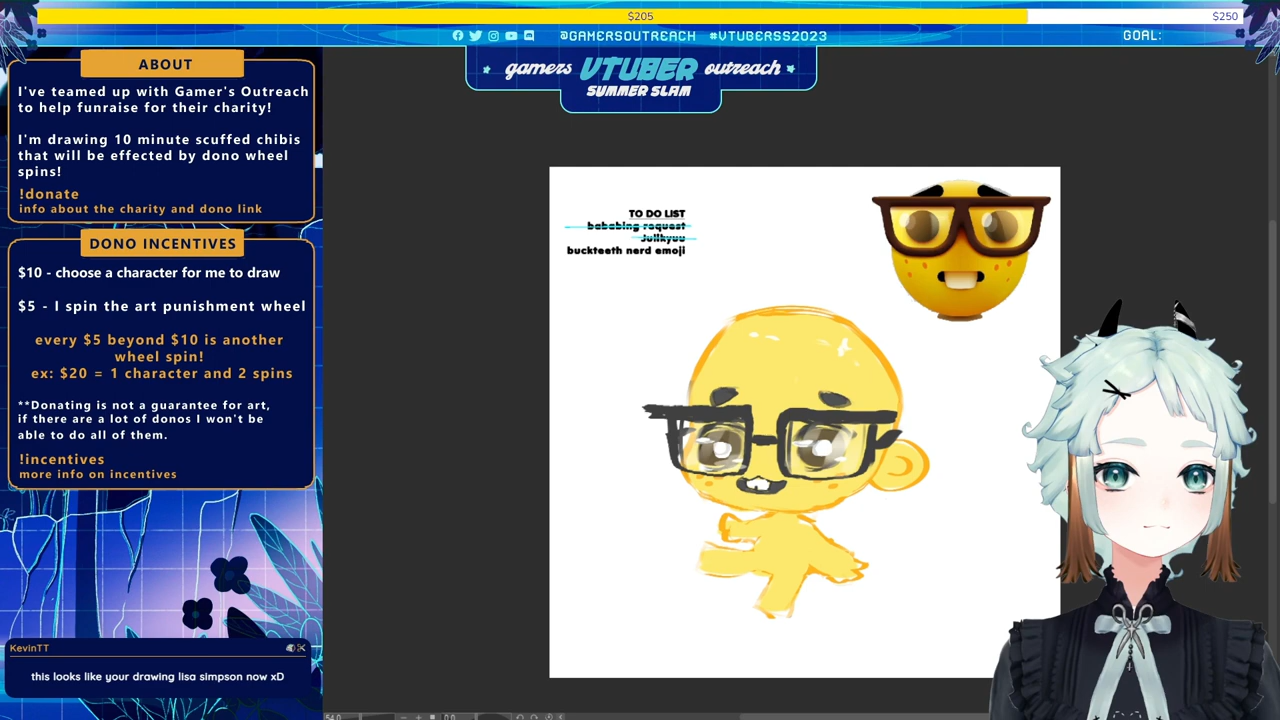 $205
$250
@GAMERSOUTREACH #VTUBERSS2023
GOAL:
gamers VTUBER outreach
SUMMER SLAM
ABOUT
I've teamed up with Gamer's Outreach
to help funraise for their charity!
I'm drawing 10 minute scuffed chibis
that will be effected by dono wheel
spins!
!donate
info about the charity and dono link
DONO INCENTIVES
$10 - choose a character for me to draw
$5 - I spin the art punishment wheel
every $5 beyond $10 is another
wheel spin!
ex: $20 = 1 character and 2 spins
**Donating is not a guarantee for art,
if there are a lot of donos I won't be
able to do all of them.
!incentives
more info on incentives
KevinTT
this looks like your drawing lisa simpson now xD
TO DO LIST
bababing request
Juilkyuu
buckteeth nerd emoji
54.0
0.0